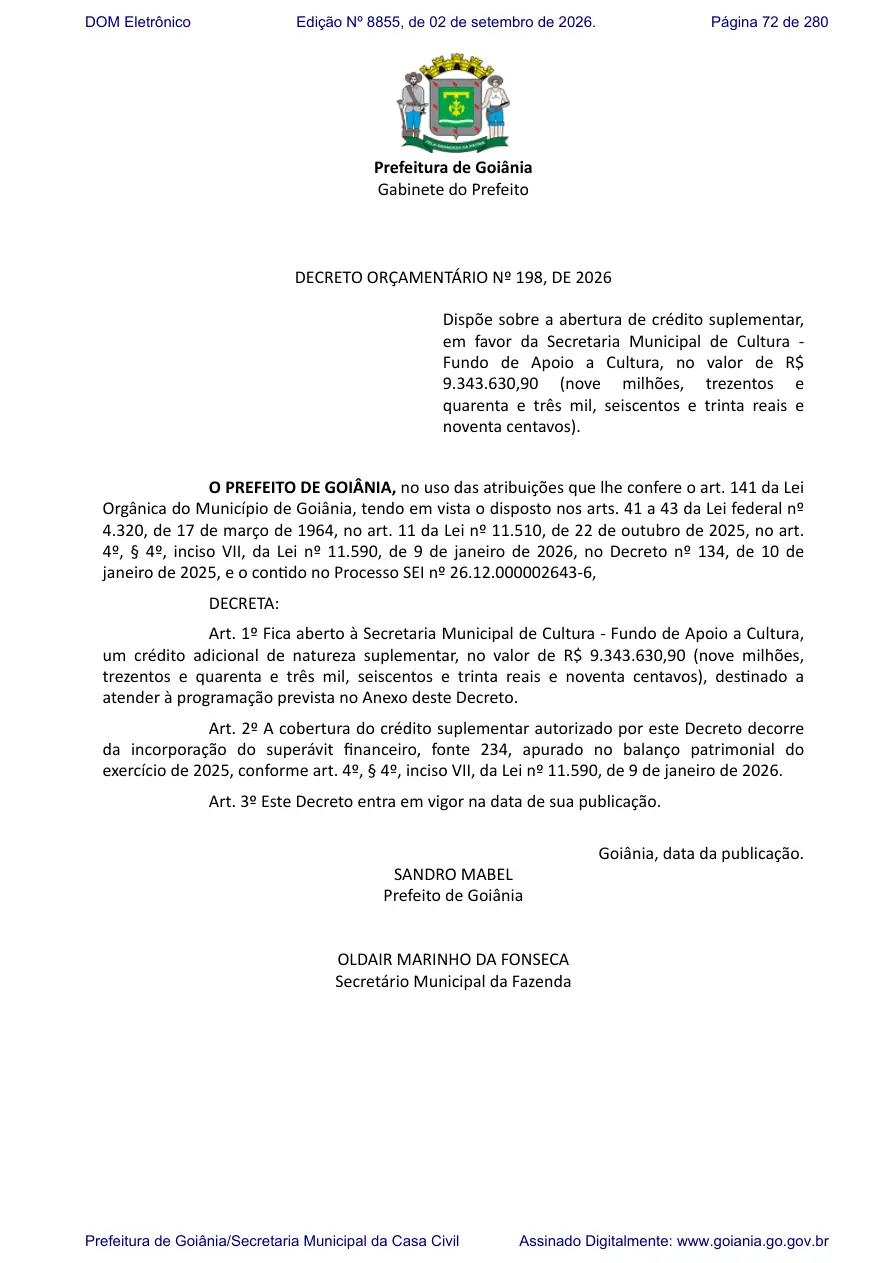 DOM Eletrônico Edição Nº 8855, de 02 de setembro de 2026. Página 72 de 280
PELA GRANDEZA DA PÁTRIA
Prefeitura de Goiânia
Gabinete do Prefeito
DECRETO ORÇAMENTÁRIO Nº 198, DE 2026
Dispõe sobre a abertura de crédito suplementar,
em favor da Secretaria Municipal de Cultura -
Fundo de Apoio a Cultura, no valor de R$
9.343.630,90 (nove milhões, trezentos e
quarenta e três mil, seiscentos e trinta reais e
noventa centavos).
O PREFEITO DE GOIÂNIA, no uso das atribuições que lhe confere o art. 141 da Lei
Orgânica do Município de Goiânia, tendo em vista o disposto nos arts. 41 a 43 da Lei federal nº
4.320, de 17 de março de 1964, no art. 11 da Lei nº 11.510, de 22 de outubro de 2025, no art.
4º, § 4º, inciso VII, da Lei nº 11.590, de 9 de janeiro de 2026, no Decreto nº 134, de 10 de
janeiro de 2025, e o contido no Processo SEI nº 26.12.000002643-6,
DECRETA:
Art. 1º Fica aberto à Secretaria Municipal de Cultura - Fundo de Apoio a Cultura,
um crédito adicional de natureza suplementar, no valor de R$ 9.343.630,90 (nove milhões,
trezentos e quarenta e três mil, seiscentos e trinta reais e noventa centavos), destinado a
atender à programação prevista no Anexo deste Decreto.
Art. 2º A cobertura do crédito suplementar autorizado por este Decreto decorre
da incorporação do superávit financeiro, fonte 234, apurado no balanço patrimonial do
exercício de 2025, conforme art. 4º, § 4º, inciso VII, da Lei nº 11.590, de 9 de janeiro de 2026.
Art. 3º Este Decreto entra em vigor na data de sua publicação.
Goiânia, data da publicação.
SANDRO MABEL
Prefeito de Goiânia
OLDAIR MARINHO DA FONSECA
Secretário Municipal da Fazenda
Prefeitura de Goiânia/Secretaria Municipal da Casa Civil Assinado Digitalmente: www.goiania.go.gov.br